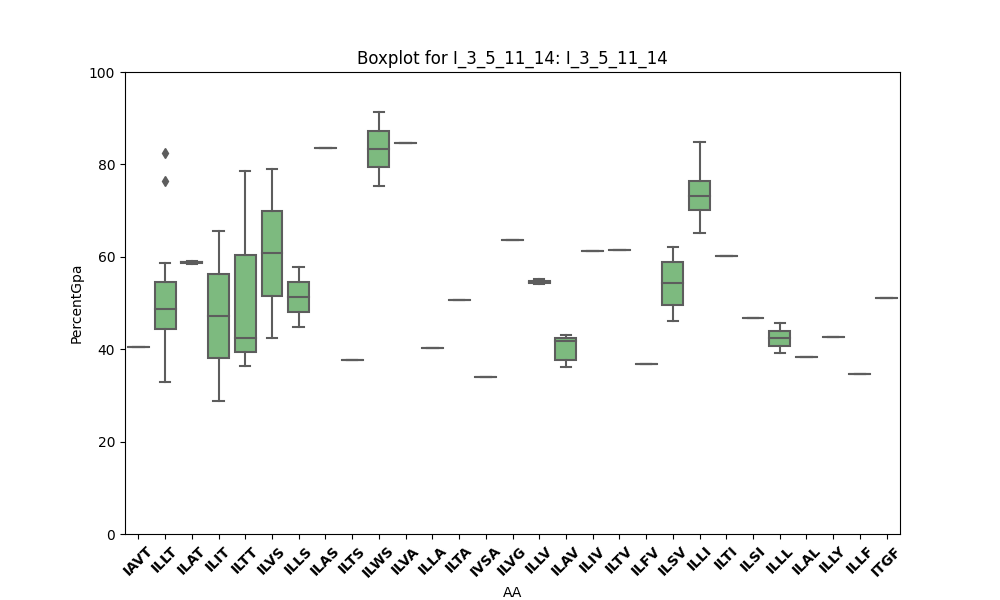 Boxplot for I_3_5_11_14: I_3_5_11_14
PercentGpa
100
80
60
40
20
0
IAVT ILLT ILAT ILIT ILTT ILVS ILLS ILAS ILTS ILWS ILVA ILLA ILTA IVSA ILVG ILLV ILAV ILIV ILTV ILFV ILSV ILLI ILTI ILSI ILLL ILAL ILLY ILLF ITGF
AA